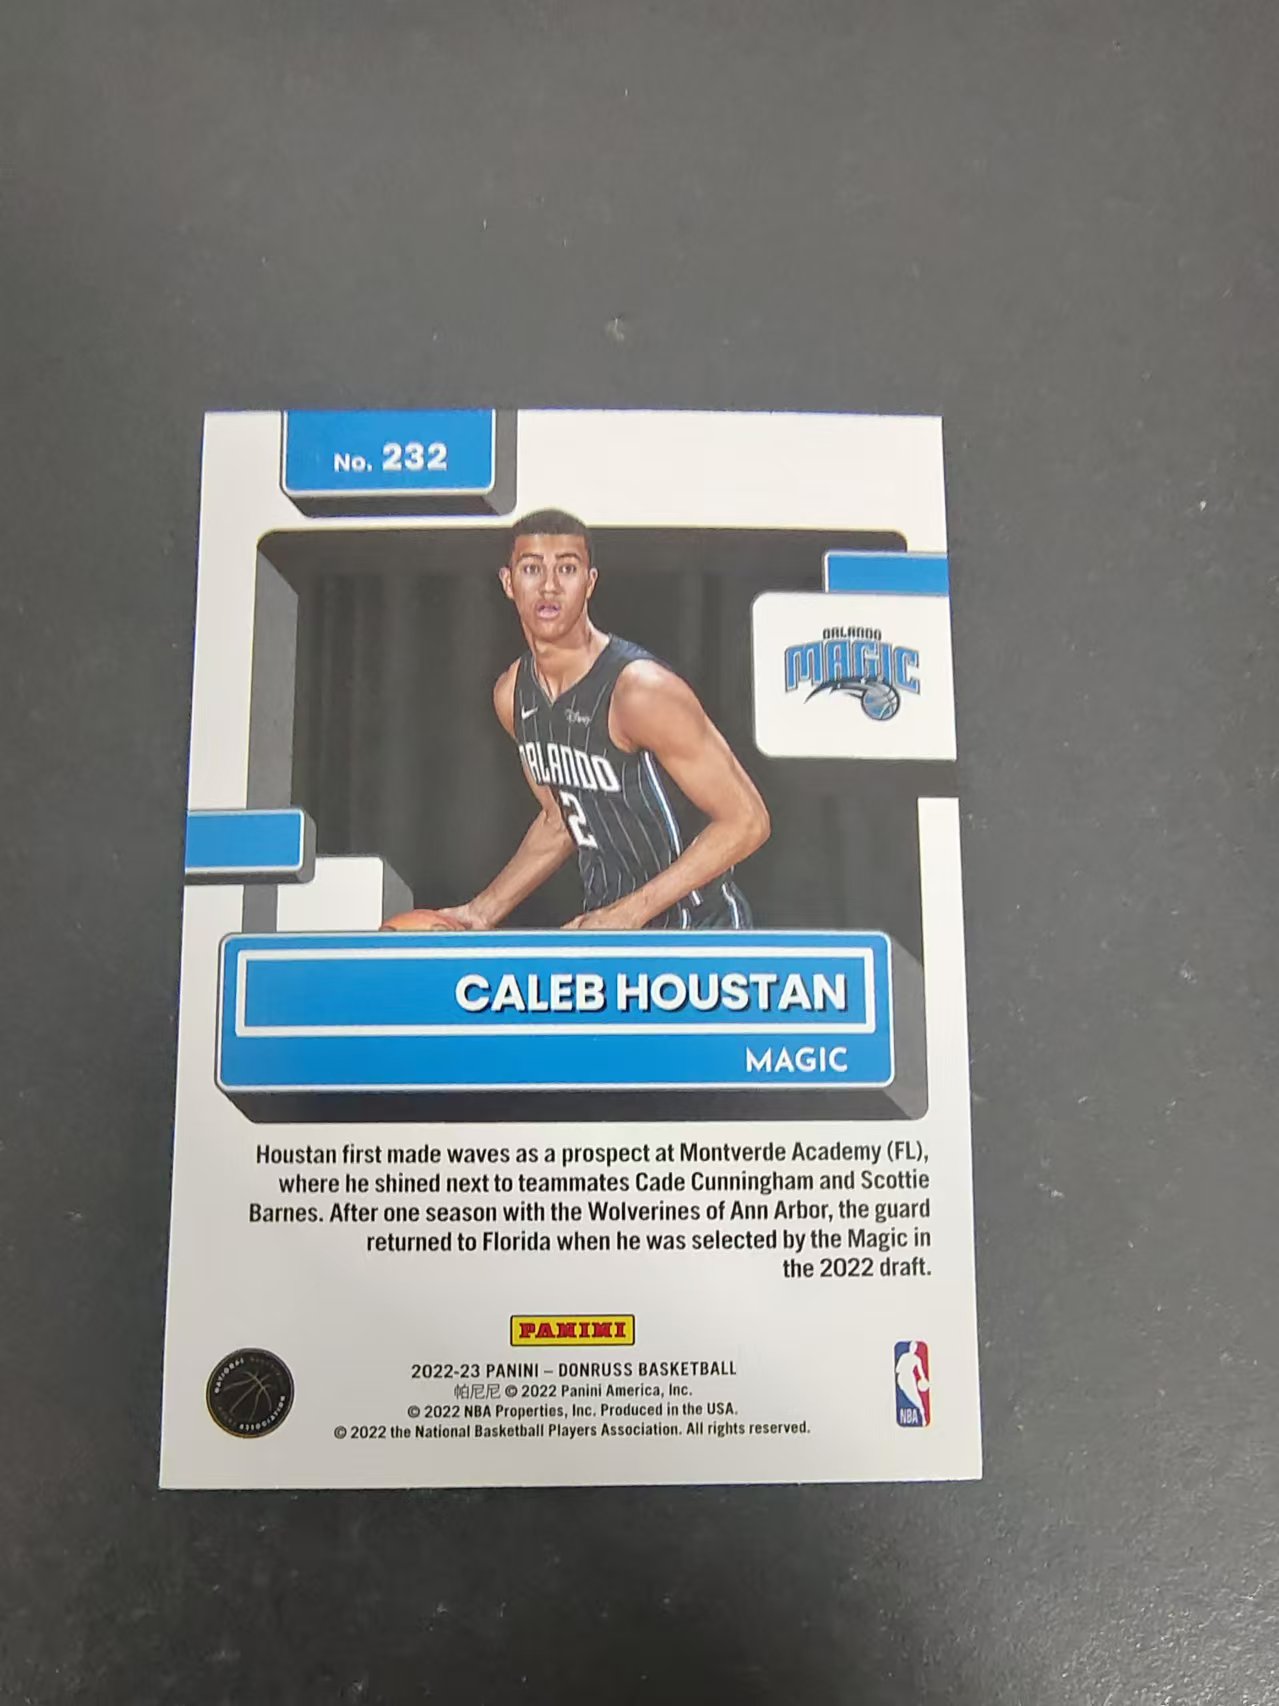 No. 232
ORLANDO
MAGIC
Disney
ORLANDO
2
CALEB HOUSTAN
MAGIC
Houstan first made waves as a prospect at Montverde Academy (FL),
where he shined next to teammates Cade Cunningham and Scottie
Barnes. After one season with the Wolverines of Ann Arbor, the guard
returned to Florida when he was selected by the Magic in
the 2022 draft.
PANINI
2022-23 PANINI – DONRUSS BASKETBALL
帕尼尼 © 2022 Panini America, Inc.
© 2022 NBA Properties, Inc. Produced in the USA.
© 2022 the National Basketball Players Association. All rights reserved.
NBA